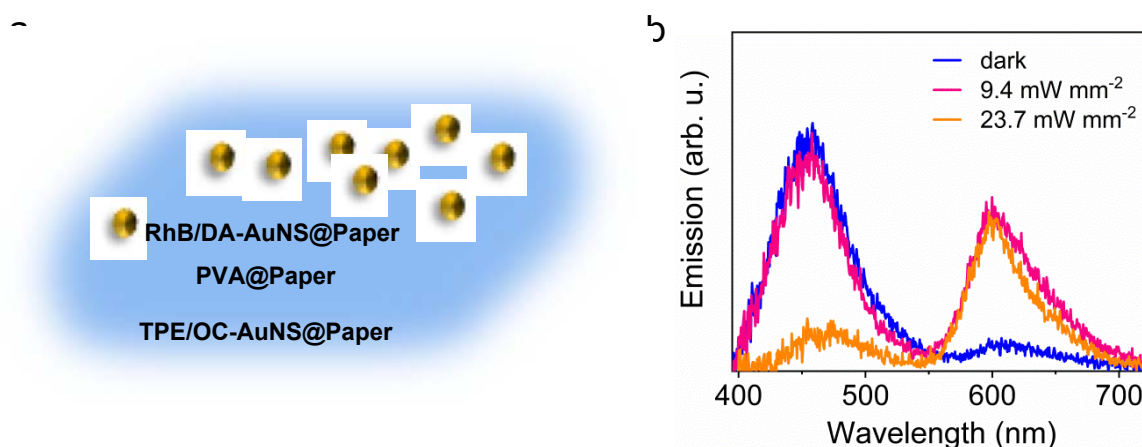 RhB/DA-AuNS@Paper
PVA@Paper
TPE/OC-AuNS@Paper
b
dark
9.4 mW mm-2
23.7 mW mm-2
Emission (arb. u.)
400 500 600 700
Wavelength (nm)